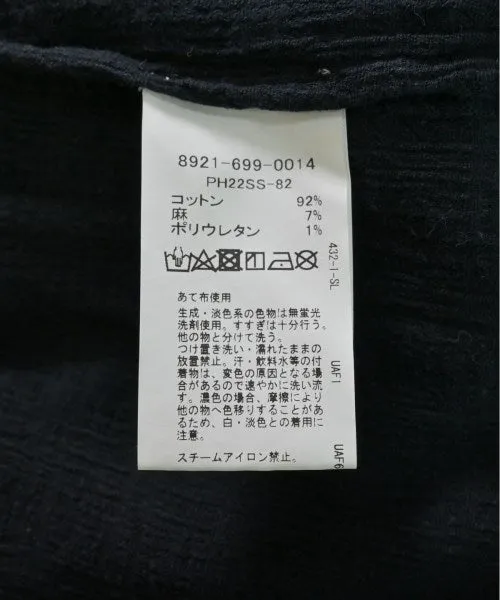 8921-699-0014
PH22SS-82
コットン 92%
麻 7%
ポリウレタン 1%
あて布使用
生成・淡色系の色物は無蛍光
洗剤使用。すすぎは十分行う。
他の物と分けて洗う。
つけ置き洗い・濡れたままの
放置禁止。汗・飲料水等の付
着物は、変色の原因となる場
合があるので速やかに洗い流
す。濃色の場合、摩擦により
他の物へ色移りすることがあ
るため、白・淡色との着用に
注意。
スチームアイロン禁止。
432-1-SL
UAF1
UAF6